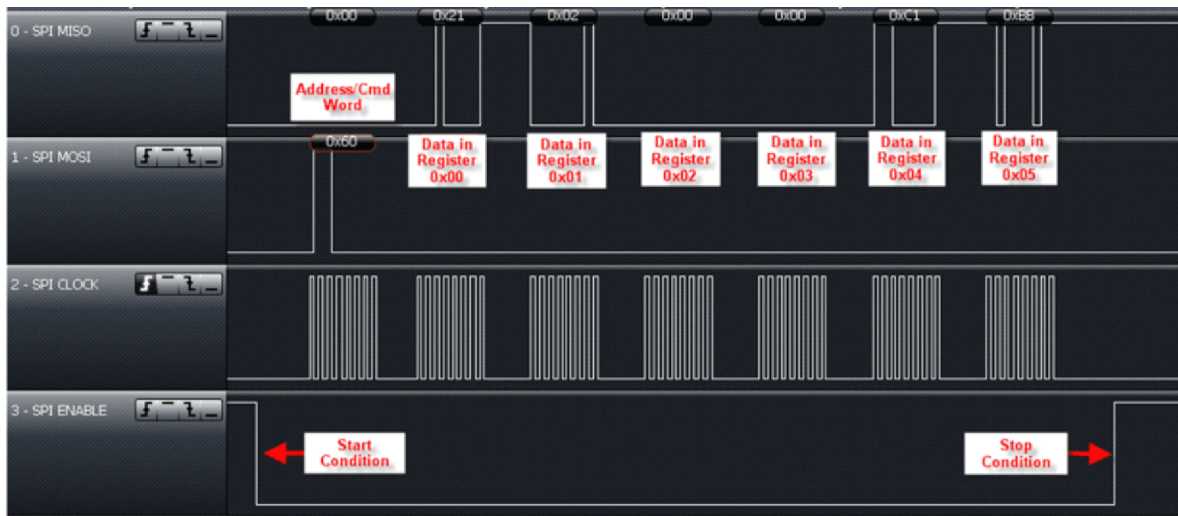 0x00 0x21 0x02 0x00 0x00 0xC1 0xBB
0 - SPI MISO
Address/Cmd
Word
0x60
1 - SPI MOSI
Data in
Register
0x00
Data in
Register
0x01
Data in
Register
0x02
Data in
Register
0x03
Data in
Register
0x04
Data in
Register
0x05
2 - SPI CLOCK
3 - SPI ENABLE
Start
Condition
Stop
Condition